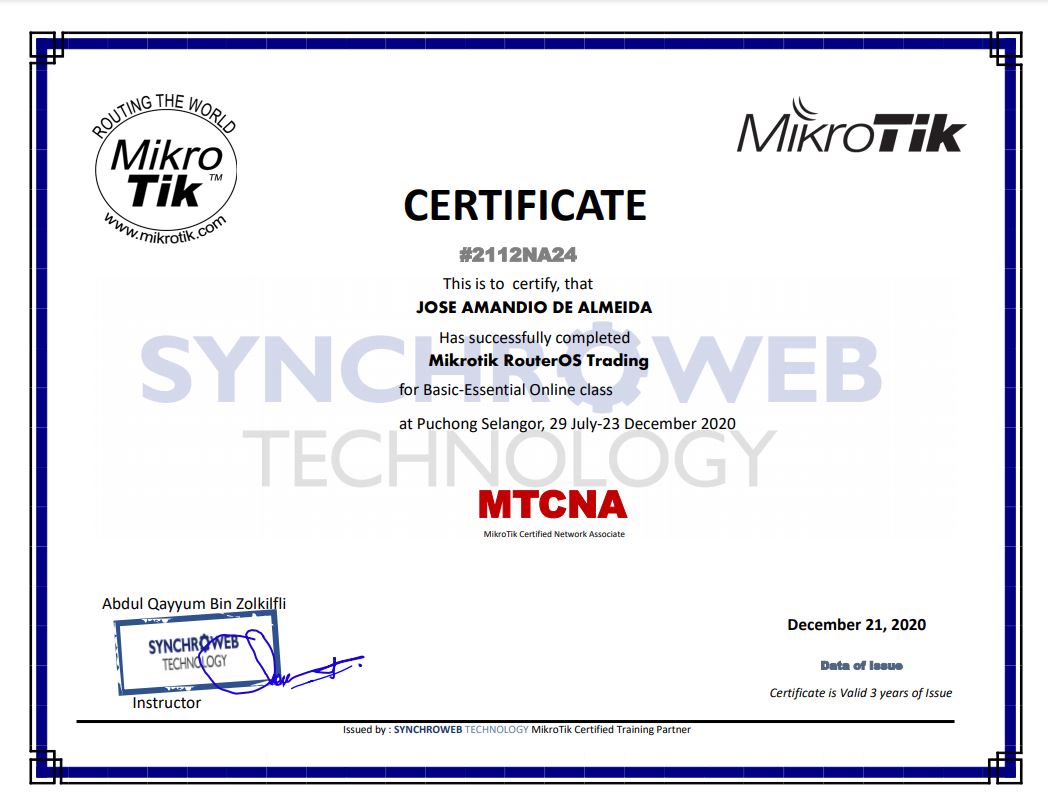 ROUTING THE WORLD
Mikro
Tik™
www.mikrotik.com
MikroTik
CERTIFICATE
#2112NA24
This is to certify, that
JOSE AMANDIO DE ALMEIDA
Has successfully completed
Mikrotik RouterOS Trading
for Basic-Essential Online class
at Puchong Selangor, 29 July-23 December 2020
SYNCHROWEB
TECHNOLOGY
MTCNA
MikroTik Certified Network Associate
Abdul Qayyum Bin Zolkilfli
SYNCHROWEB
TECHNOLOGY
Instructor
December 21, 2020
Data of Issue
Certificate is Valid 3 years of Issue
Issued by : SYNCHROWEB TECHNOLOGY MikroTik Certified Training Partner